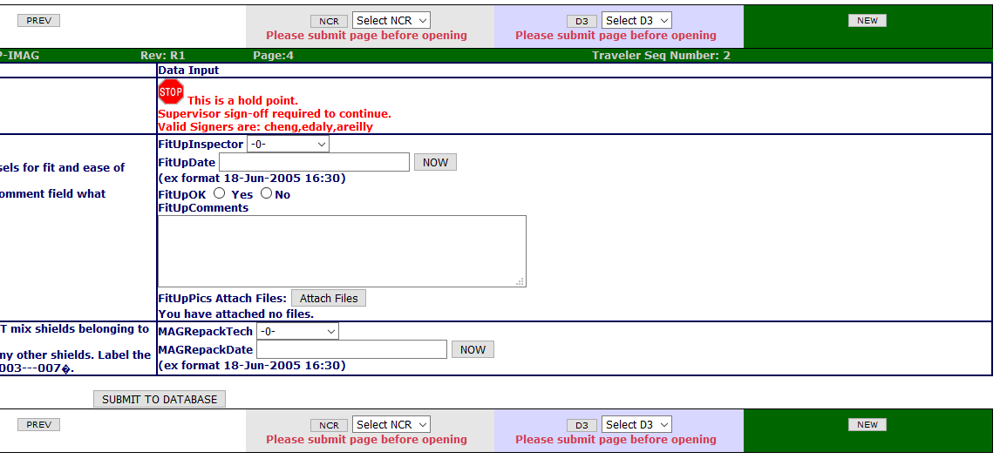 PREV NCR Select NCR D3 Select D3 NEW
Please submit page before opening Please submit page before opening
P-IMAG Rev: R1 Page:4 Traveler Seq Number: 2
Data Input
STOP This is a hold point.
Supervisor sign-off required to continue.
Valid Signers are: cheng,edaly,areilly
FitUpInspector -0-
sels for fit and ease of FitUpDate NOW
(ex format 18-Jun-2005 16:30)
omment field what FitUpOK Yes No
FitUpComments
FitUpPics Attach Files: Attach Files
You have attached no files.
T mix shields belonging to MAGRepackTech -0-
MAGRepackDate NOW
ny other shields. Label the
003---007�. (ex format 18-Jun-2005 16:30)
SUBMIT TO DATABASE
PREV NCR Select NCR D3 Select D3 NEW
Please submit page before opening Please submit page before opening